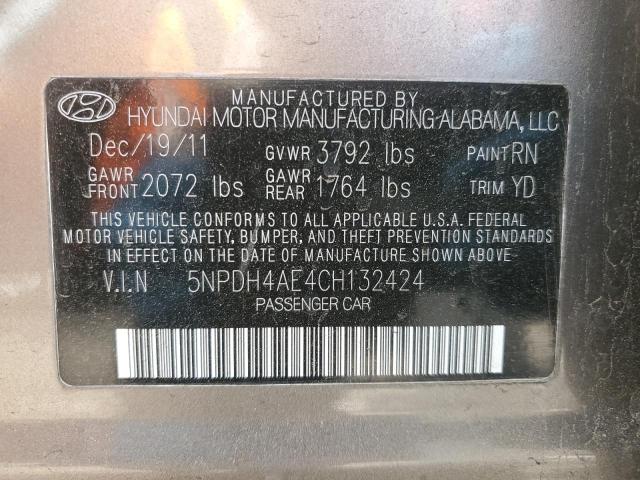 MANUFACTURED BY
HYUNDAI MOTOR MANUFACTURING ALABAMA, LLC
Dec/19/11 GVWR 3792 lbs PAINT RN
GAWR FRONT 2072 lbs GAWR REAR 1764 lbs TRIM YD
THIS VEHICLE CONFORMS TO ALL APPLICABLE U.S.A. FEDERAL
MOTOR VEHICLE SAFETY, BUMPER, AND THEFT PREVENTION STANDARDS
IN EFFECT ON THE DATE OF MANUFACTURE SHOWN ABOVE
V.I.N 5NPDH4AE4CH132424
PASSENGER CAR